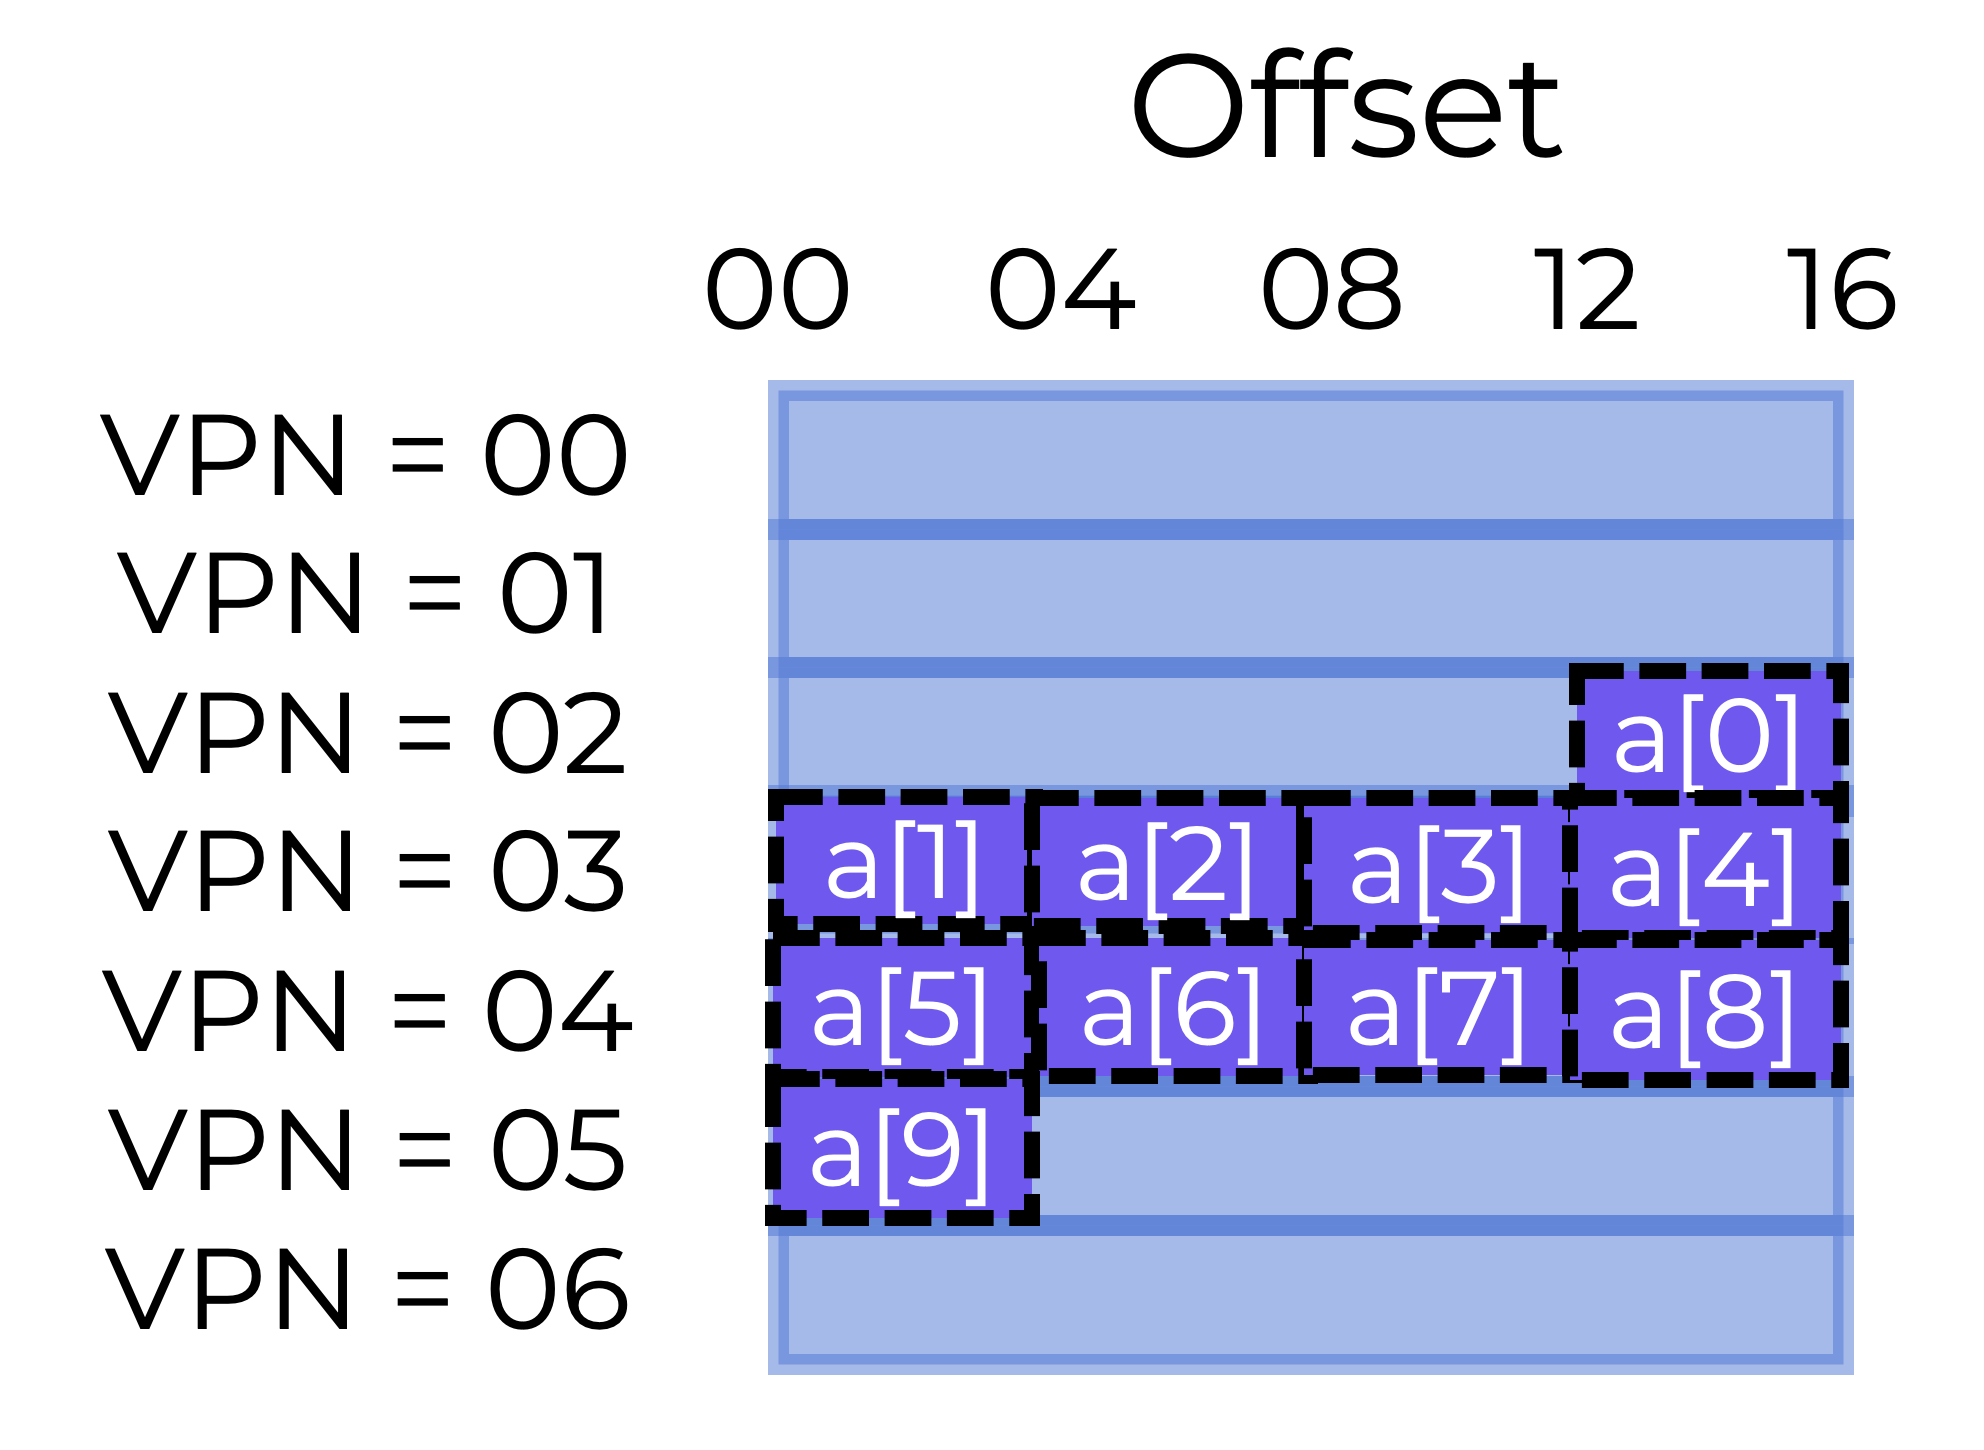 Offset
00 04 08 12 16
VPN = 00
VPN = 01
VPN = 02 a[0]
VPN = 03 a[1] a[2] a[3] a[4]
VPN = 04 a[5] a[6] a[7] a[8]
VPN = 05 a[9]
VPN = 06